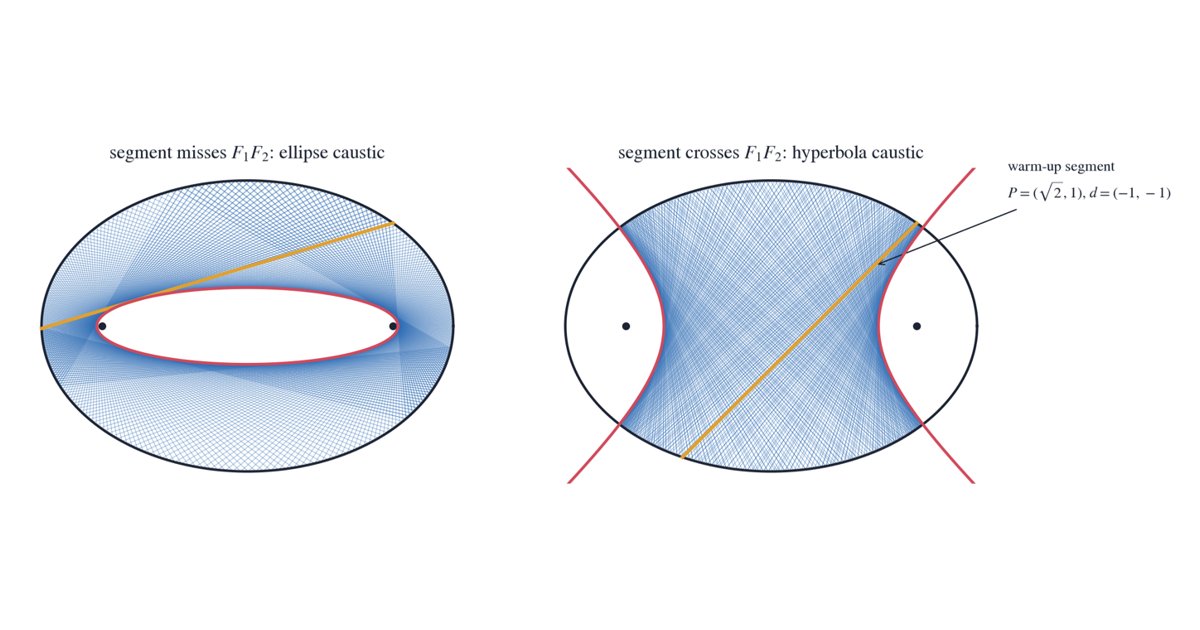 segment misses F₁F₂: ellipse caustic
segment crosses F₁F₂: hyperbola caustic
warm-up segment
P = (√2, 1), d = (−1, −1)